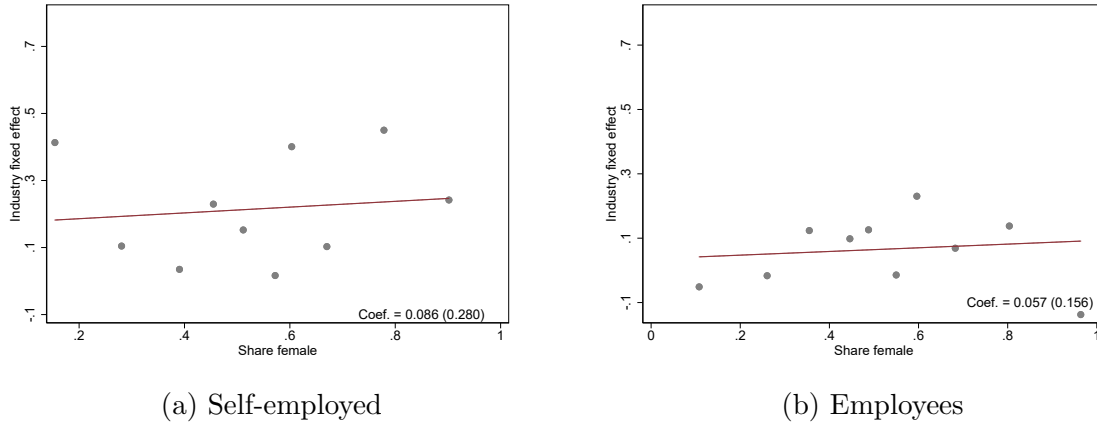 Industry fixed effect
.7
.5
.3
.1
-.1
Coef. = 0.086 (0.280)
.2 .4 .6 .8 1
Share female
(a) Self-employed
Industry fixed effect
.7
.5
.3
.1
-.1
Coef. = 0.057 (0.156)
0 .2 .4 .6 .8 1
Share female
(b) Employees